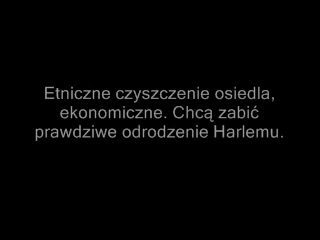 Etniczne czyszczenie osiedla,
ekonomiczne. Chcą zabić
prawdziwe odrodzenie Harlemu.